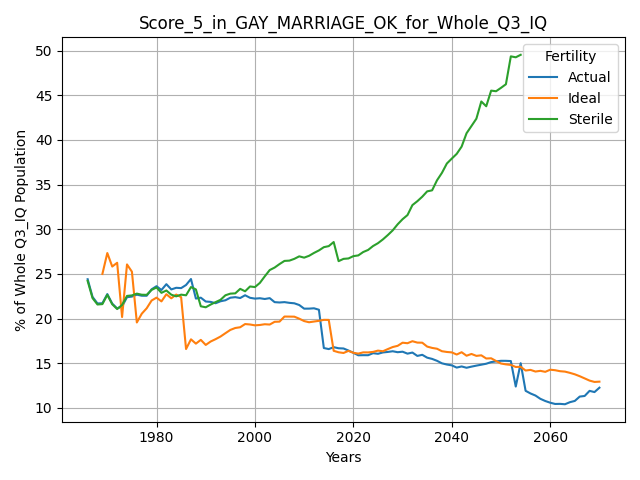 Score_5_in_GAY_MARRIAGE_OK_for_Whole_Q3_IQ
Fertility
Actual
Ideal
Sterile
% of Whole Q3_IQ Population
50
45
40
35
30
25
20
15
10
1980
2000
2020
2040
2060
Years